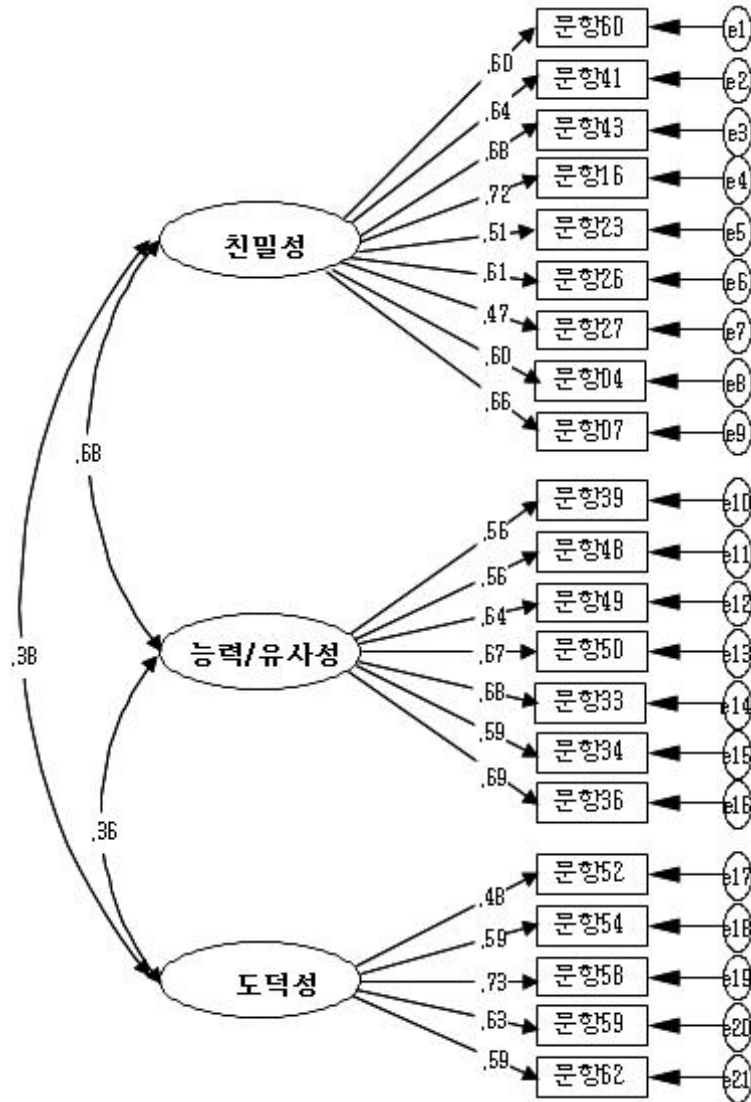 문항60
e1
.60
문항41
e2
.64
문항43
e3
.68
문항16
e4
.72
친밀성
.51
문항23
e5
.61
문항26
e6
.47
문항27
e7
.60
문항04
e8
.66
문항07
e9
.68
문항39
e10
.56
문항48
e11
.56
문항49
e12
.64
능력/유사성
.67
문항50
e13
.38
.68
문항33
e14
.59
문항34
e15
.69
문항36
e16
.36
문항52
e17
.48
문항54
e18
.59
도덕성
.73
문항58
e19
.63
문항59
e20
.59
문항62
e21